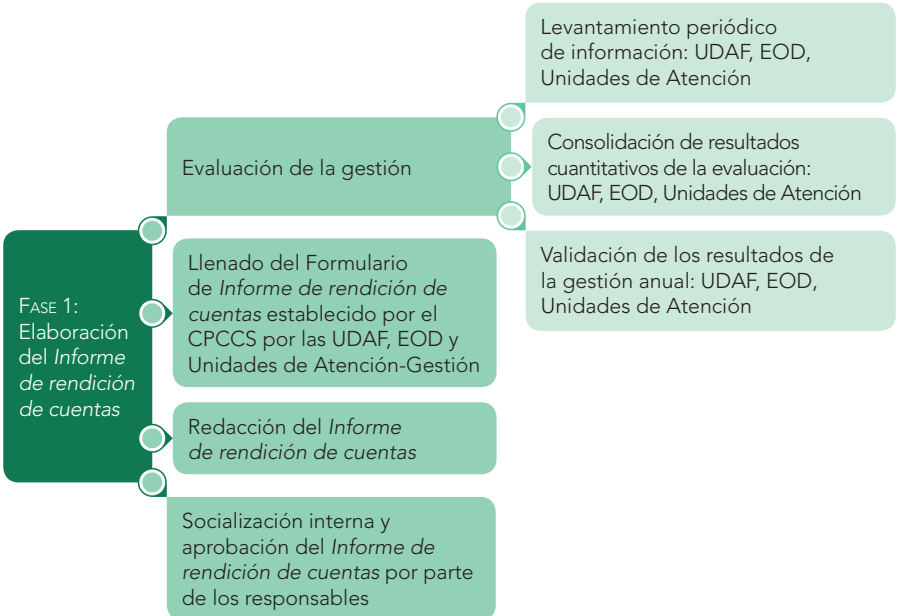 FASE 1:
Elaboración
del Informe
de rendición
de cuentas
Evaluación de la gestión
Levantamiento periódico
de información: UDAF, EOD,
Unidades de Atención
Consolidación de resultados
cuantitativos de la evaluación:
UDAF, EOD, Unidades de Atención
Validación de los resultados de
la gestión anual: UDAF, EOD,
Unidades de Atención
Llenado del Formulario
de Informe de rendición de
cuentas establecido por el
CPCCS por las UDAF, EOD y
Unidades de Atención-Gestión
Redacción del Informe
de rendición de cuentas
Socialización interna y
aprobación del Informe de
rendición de cuentas por parte
de los responsables